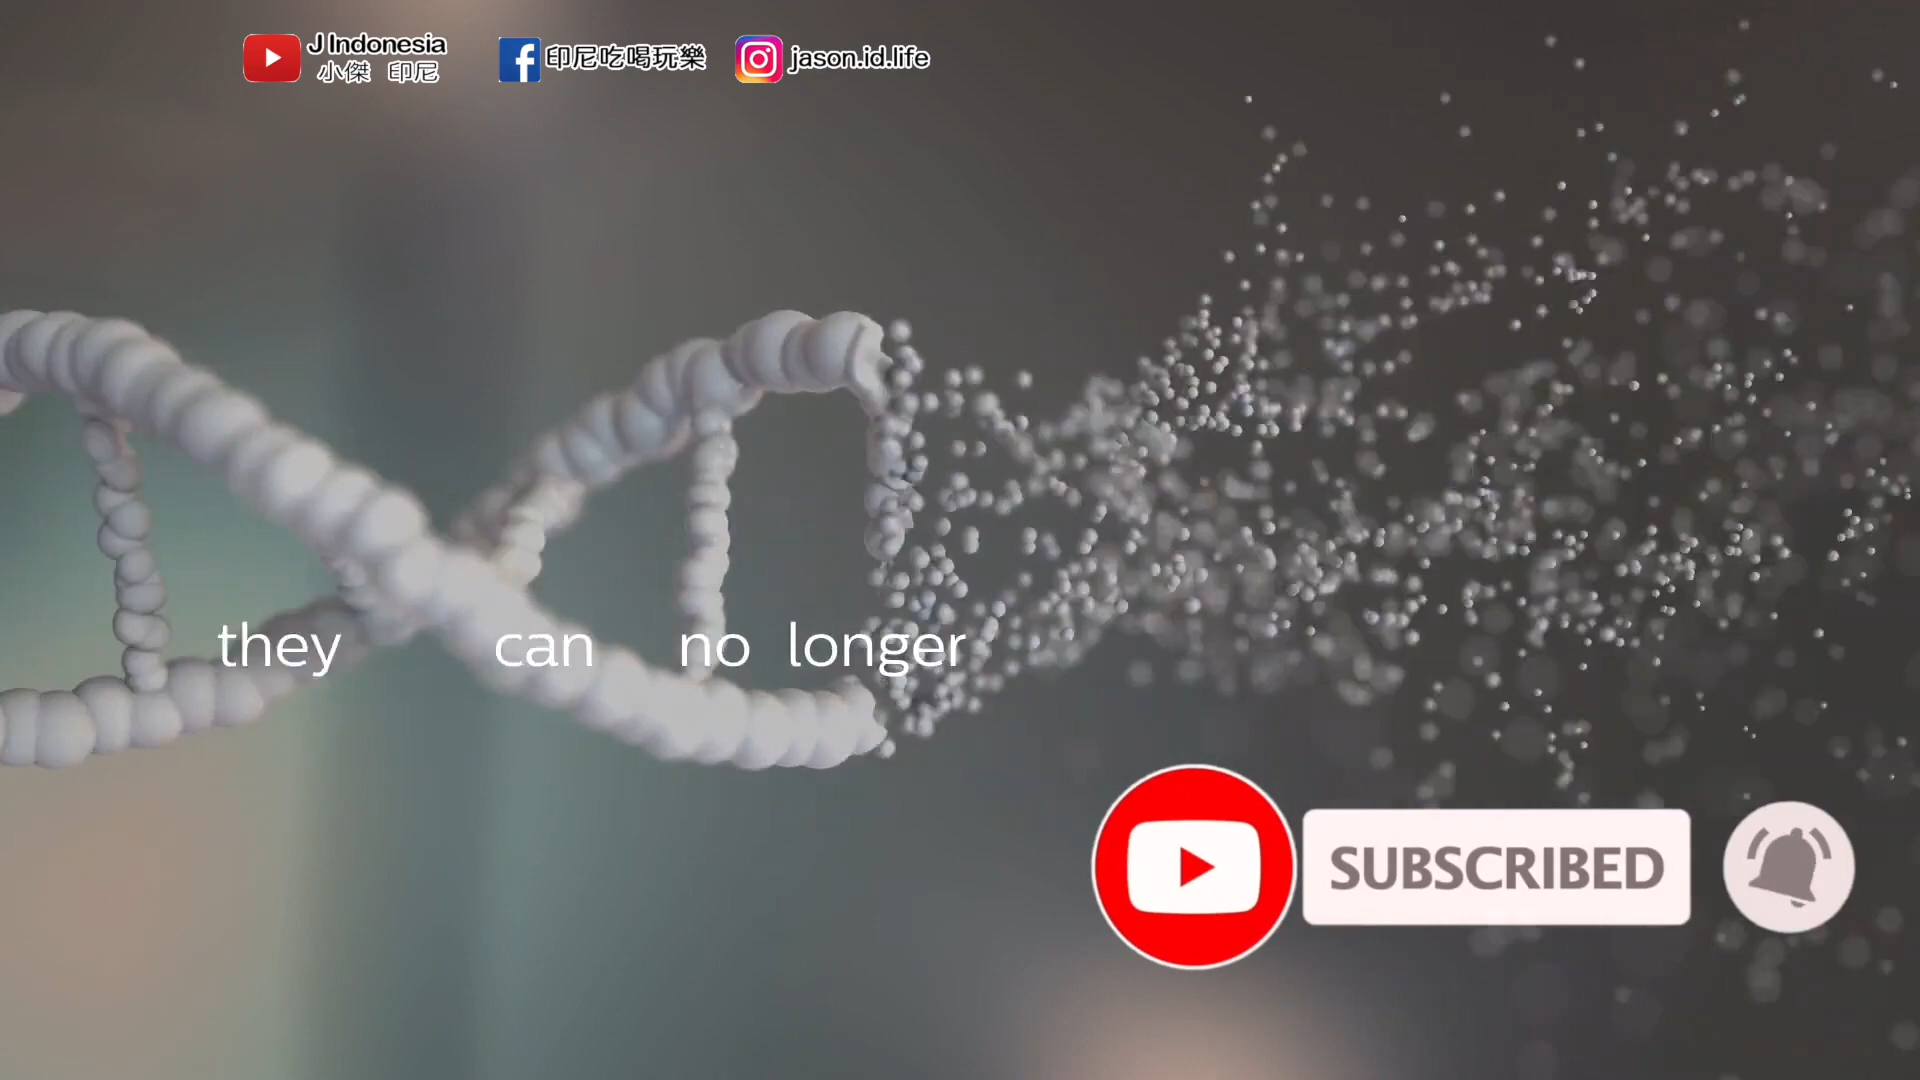 J Indonesia
小傑 印尼
印尼吃喝玩樂
jason.id.life
they can no longer
SUBSCRIBED